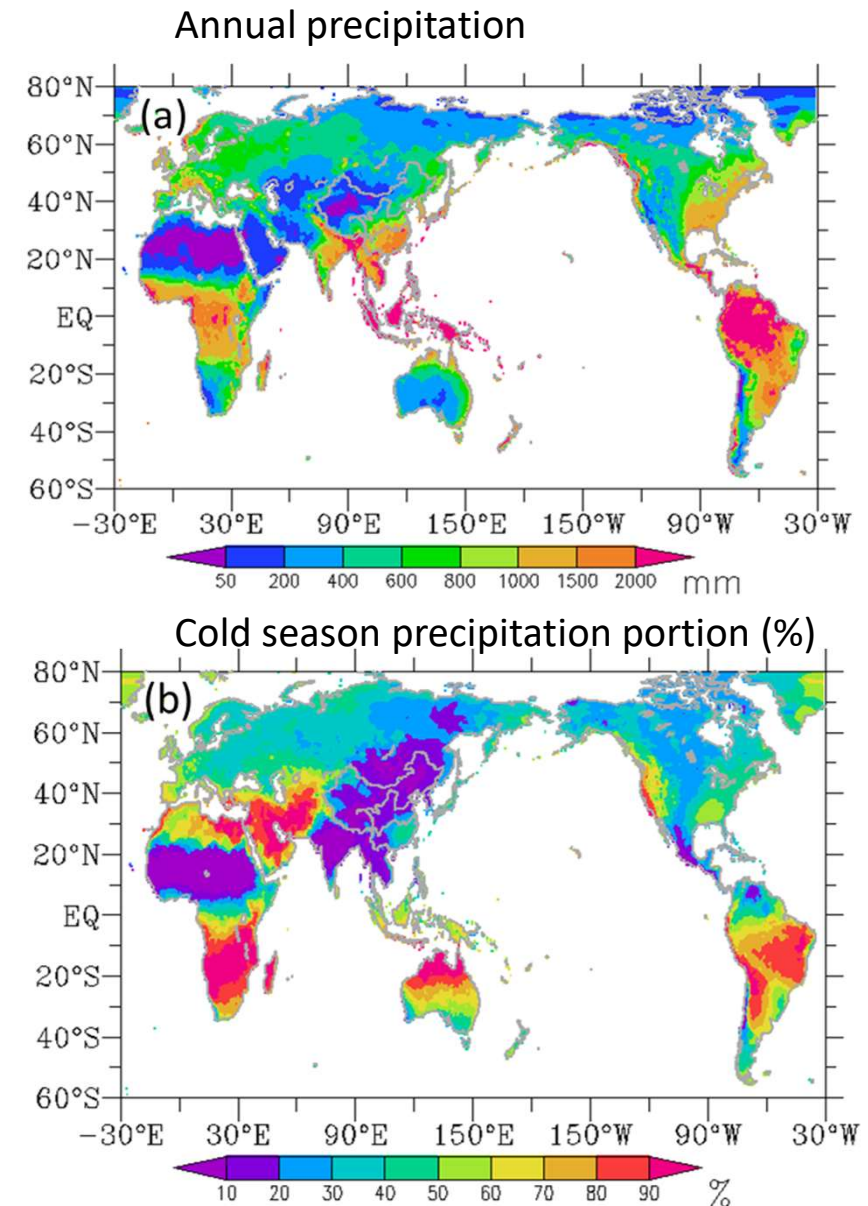 Annual precipitation
(a)
80°N
60°N
40°N
20°N
EQ
20°S
40°S
60°S
-30°E 30°E 90°E 150°E 150°W 90°W 30°W
50 200 400 600 800 1000 1500 2000 mm
Cold season precipitation portion (%)
(b)
80°N
60°N
40°N
20°N
EQ
20°S
40°S
60°S
-30°E 30°E 90°E 150°E 150°W 90°W 30°W
10 20 30 40 50 60 70 80 90 %